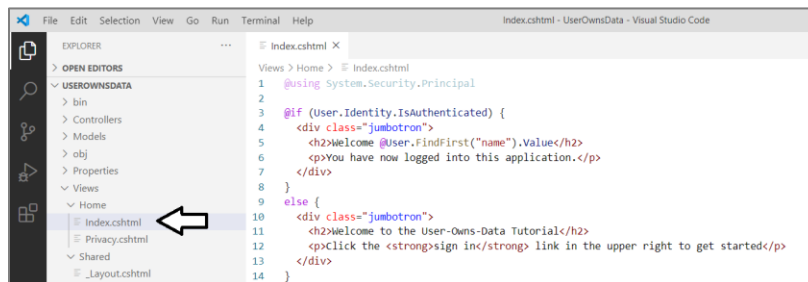 File Edit Selection View Go Run Terminal Help
Index.cshtml - UserOwnsData - Visual Studio Code
EXPLORER
OPEN EDITORS
USEROWNSDATA
bin
Controllers
Models
obj
Properties
Views
Home
Index.cshtml
Privacy.cshtml
Shared
_Layout.cshtml
Index.cshtml
Views > Home > Index.cshtml
1 @using System.Security.Principal
2
3 @if (User.Identity.IsAuthenticated) {
4 <div class="jumbotron">
5 <h2>Welcome @User.FindFirst("name").Value</h2>
6 <p>You have now logged into this application.</p>
7 </div>
8 }
9 else {
10 <div class="jumbotron">
11 <h2>Welcome to the User-Owns-Data Tutorial</h2>
12 <p>Click the <strong>sign in</strong> link in the upper right to get started</p>
13 </div>
14 }